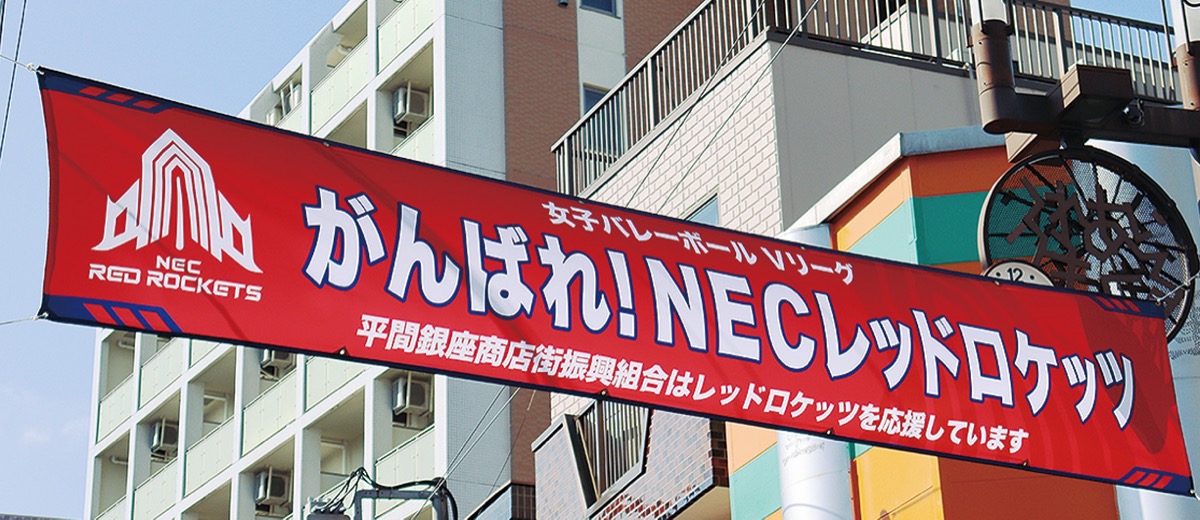 NEC
RED ROCKETS
女子バレーボール Vリーグ
がんばれ!NECレッドロケッツ
平間銀座商店街振興組合はレッドロケッツを応援しています
12